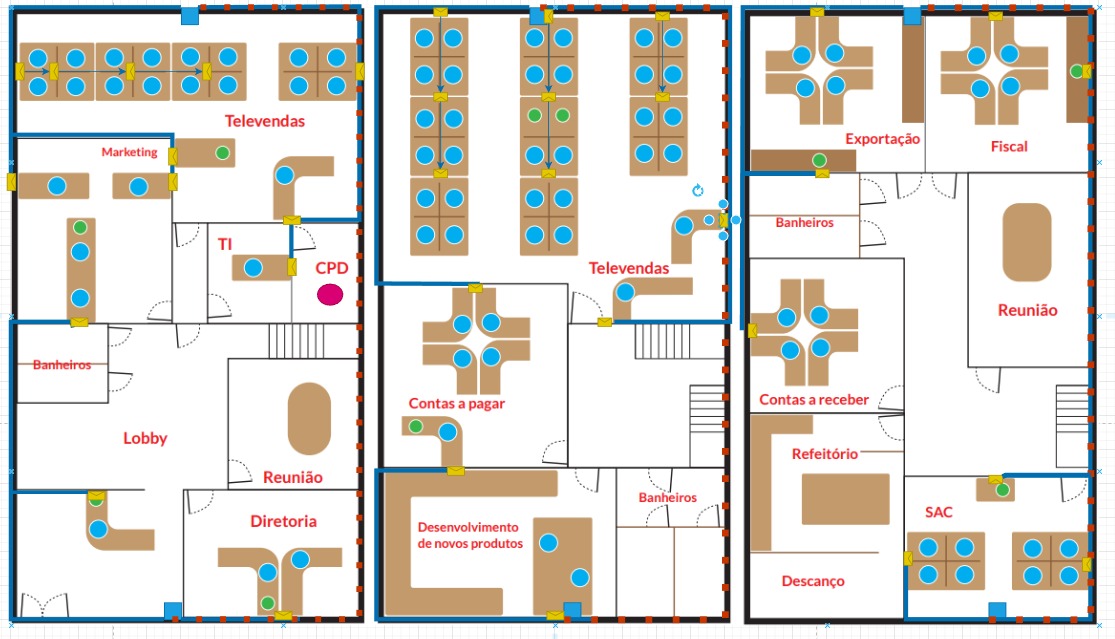 Televendas
Marketing
TI
CPD
Banheiros
Lobby
Reunião
Diretoria
Televendas
Contas a pagar
Desenvolvimento
de novos produtos
Banheiros
Exportação
Fiscal
Banheiros
Reunião
Contas a receber
Refeitório
SAC
Descanço